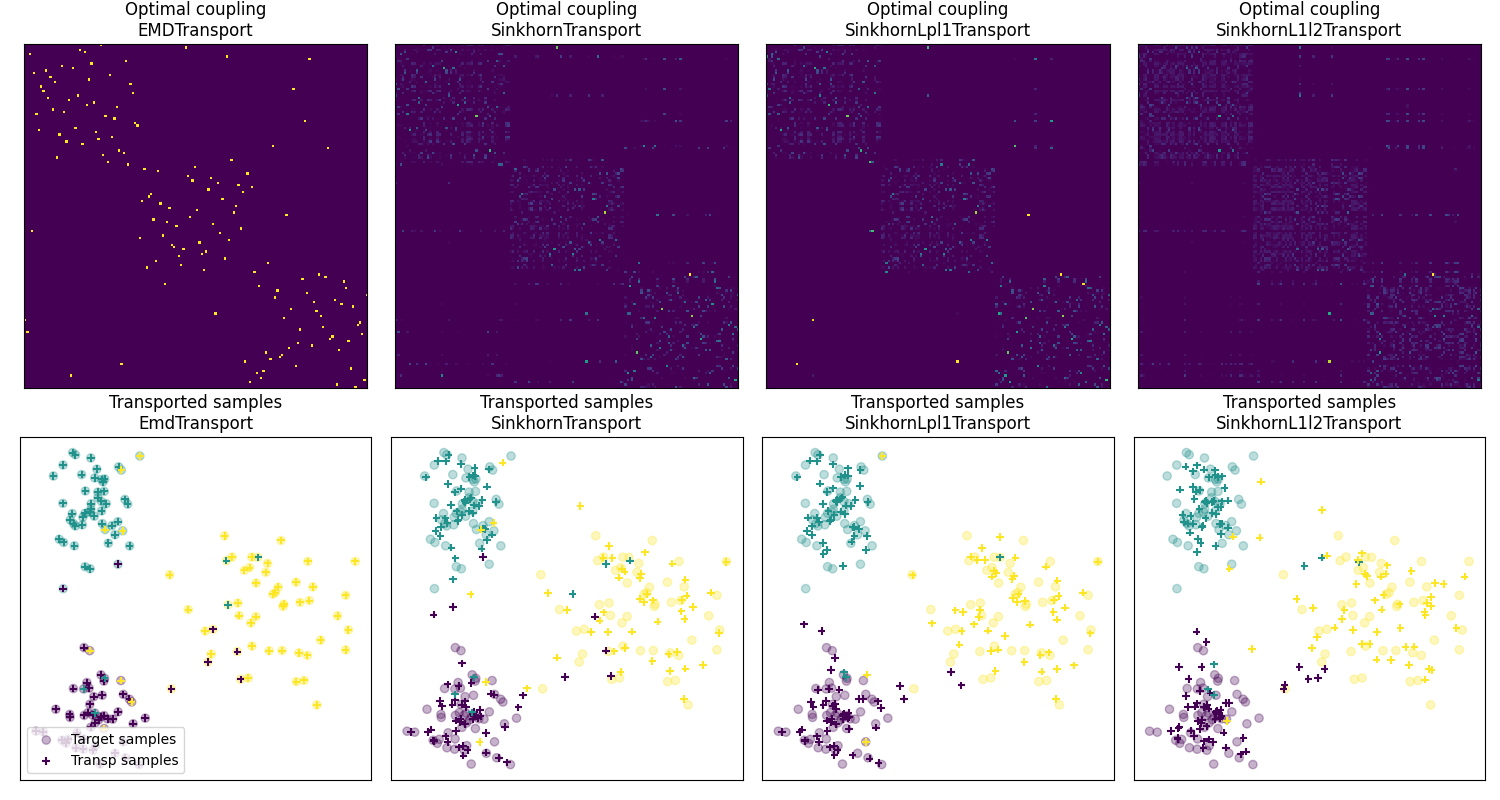 Optimal coupling
EMDTransport
Optimal coupling
SinkhornTransport
Optimal coupling
SinkhornLpl1Transport
Optimal coupling
SinkhornL1l2Transport
Transported samples
EmdTransport
Transported samples
SinkhornTransport
Transported samples
SinkhornLpl1Transport
Transported samples
SinkhornL1l2Transport
Target samples
Transp samples